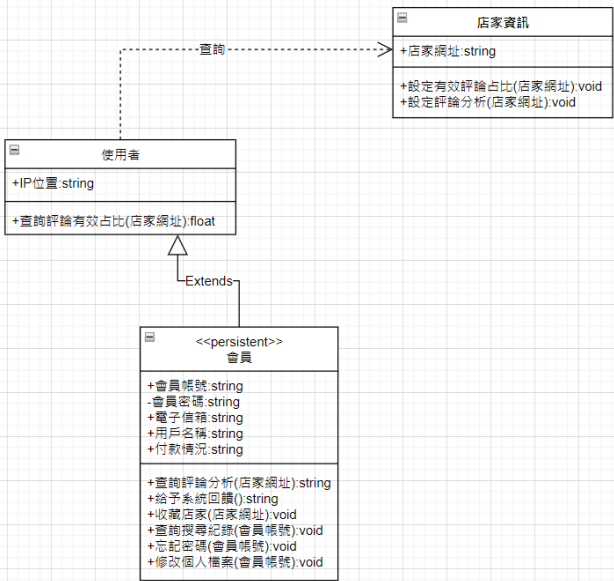 店家資訊
+店家網址:string
+設定有效評論占比(店家網址):void
+設定評論分析(店家網址):void
查詢
使用者
+IP位置:string
+查詢評論有效占比(店家網址):float
Extends
<<persistent>>
會員
+會員帳號:string
-會員密碼:string
+電子信箱:string
+用戶名稱:string
+付款情況:string
+查詢評論分析(店家網址):string
+給予系統回饋():string
+收藏店家(店家網址):void
+查詢搜尋紀錄(會員帳號):void
+忘記密碼(會員帳號):void
+修改個人檔案(會員帳號):void